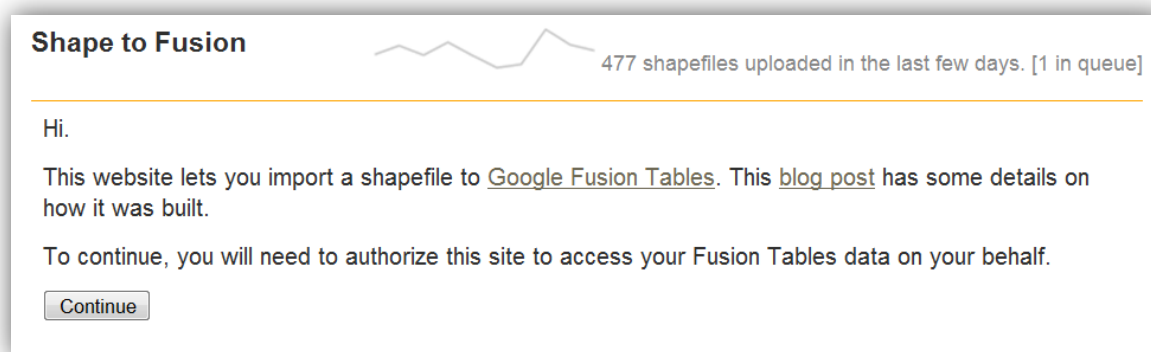 Shape to Fusion
477 shapefiles uploaded in the last few days. [1 in queue]
Hi.
This website lets you import a shapefile to Google Fusion Tables. This blog post has some details on
how it was built.
To continue, you will need to authorize this site to access your Fusion Tables data on your behalf.
Continue